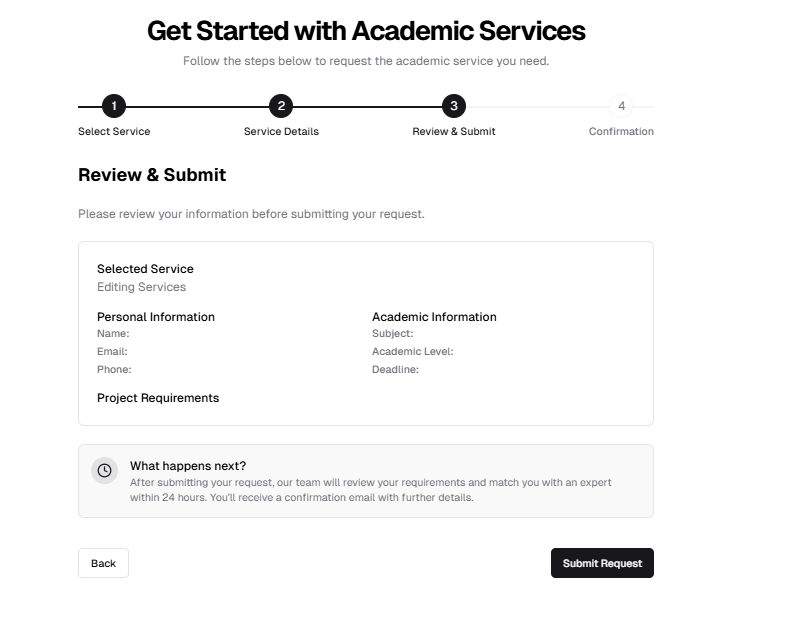 Get Started with Academic Services
Follow the steps below to request the academic service you need.
1
2
3
4
Select Service
Service Details
Review & Submit
Confirmation
Review & Submit
Please review your information before submitting your request.
Selected Service
Editing Services
Personal Information
Name:
Email:
Phone:
Academic Information
Subject:
Academic Level:
Deadline:
Project Requirements
What happens next?
After submitting your request, our team will review your requirements and match you with an expert
within 24 hours. You'll receive a confirmation email with further details.
Back
Submit Request